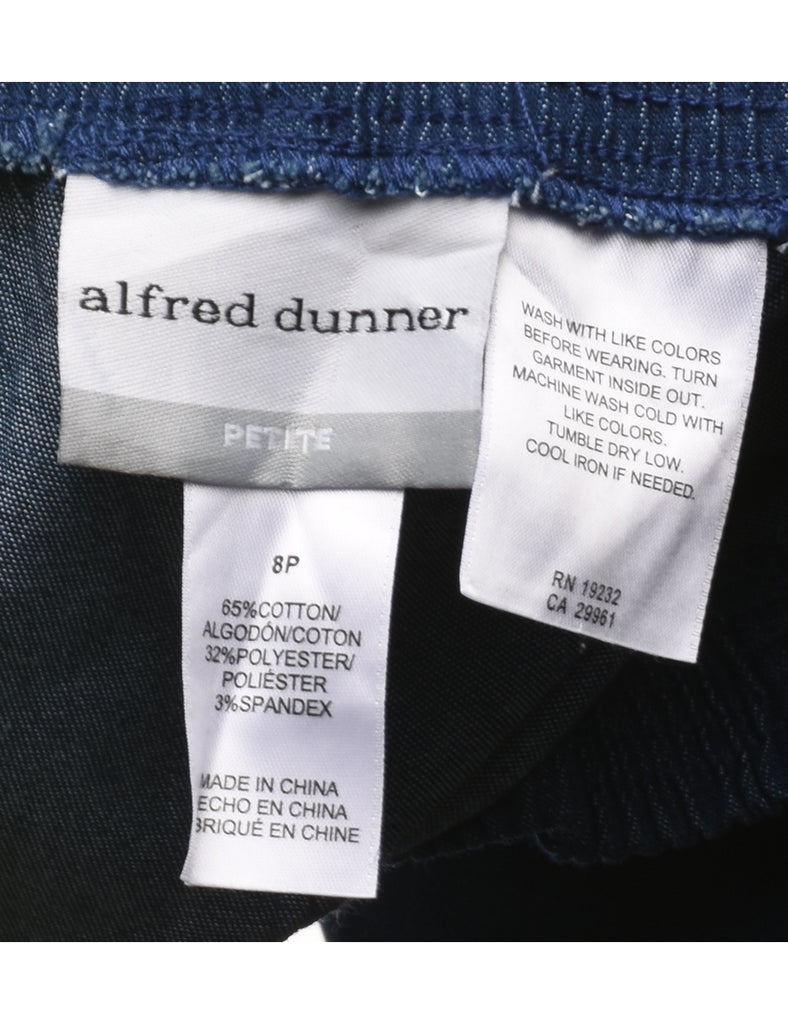 alfred dunner
PETITE
8P
65%COTTON/
ALGODÓN/COTON
32%POLYESTER/
POLIÉSTER
3%SPANDEX
MADE IN CHINA
ECHO EN CHINA
BRIQUÉ EN CHINE
WASH WITH LIKE COLORS
BEFORE WEARING. TURN
GARMENT INSIDE OUT.
MACHINE WASH COLD WITH
LIKE COLORS.
TUMBLE DRY LOW.
COOL IRON IF NEEDED.
RN 19232
CA 29961